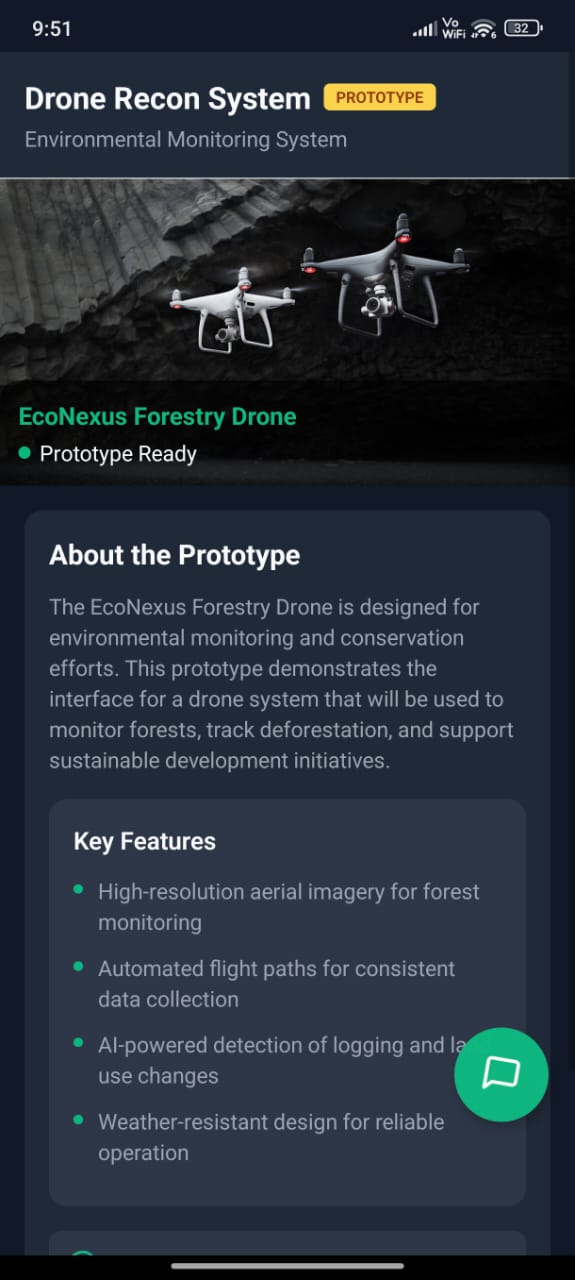 9:51
Vo
WiFi
6
32
Drone Recon System
PROTOTYPE
Environmental Monitoring System
EcoNexus Forestry Drone
Prototype Ready
About the Prototype
The EcoNexus Forestry Drone is designed for
environmental monitoring and conservation
efforts. This prototype demonstrates the
interface for a drone system that will be used to
monitor forests, track deforestation, and support
sustainable development initiatives.
Key Features
High-resolution aerial imagery for forest
monitoring
Automated flight paths for consistent
data collection
AI-powered detection of logging and
use changes
Weather-resistant design for reliable
operation